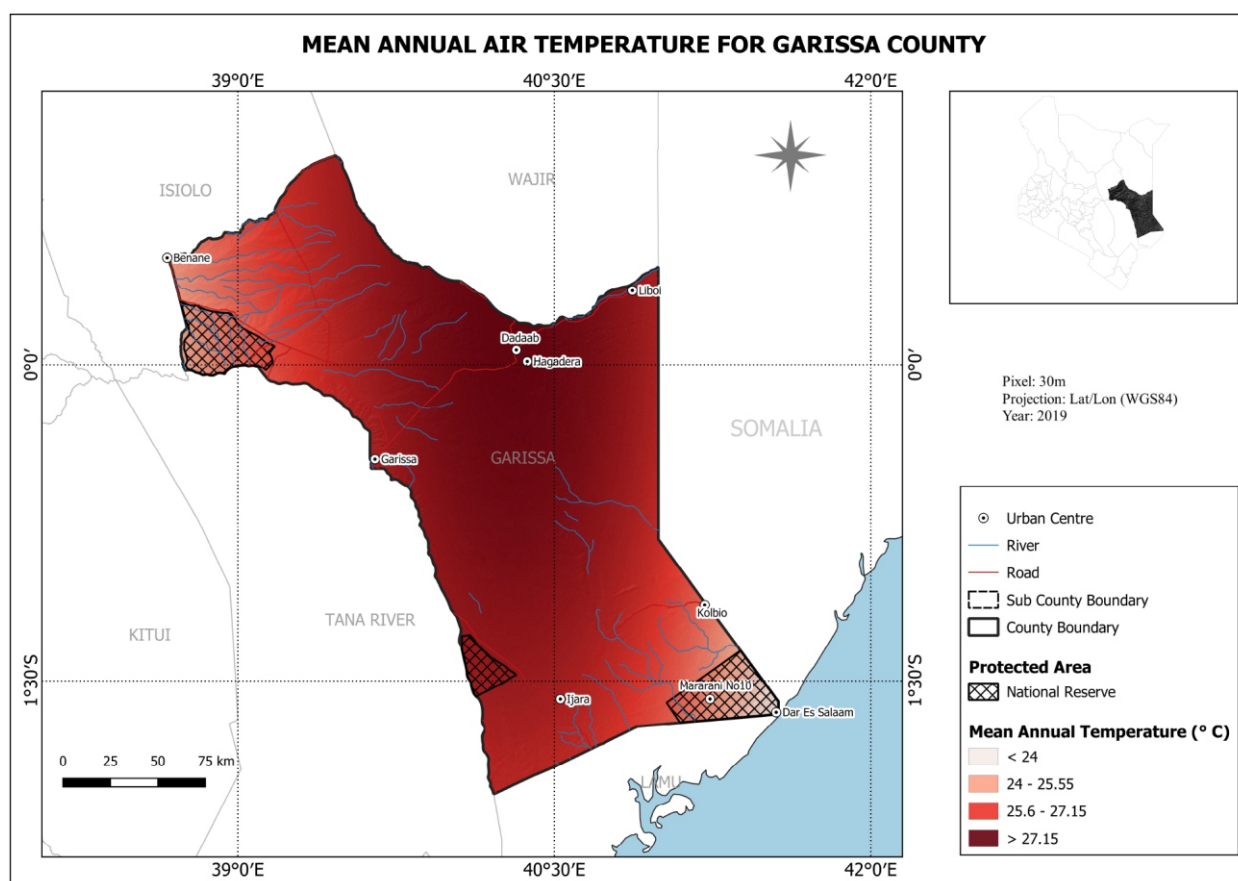 MEAN ANNUAL AIR TEMPERATURE FOR GARISSA COUNTY
39°0'E 40°30'E 42°0'E
ISIOLO
WAJIR
Benane
Liboi
Dadaab
Hagadera
0°0'
0°0'
SOMALIA
Garissa
GARISSA
TANA RIVER
KITUI
Kolbio
1°30'S
1°30'S
Mararani No10
Ijara
Dar Es Salaam
LAMU
0 25 50 75 km
39°0'E 40°30'E 42°0'E
Pixel: 30m
Projection: Lat/Lon (WGS84)
Year: 2019
Urban Centre
River
Road
Sub County Boundary
County Boundary
Protected Area
National Reserve
Mean Annual Temperature (° C)
< 24
24 - 25.55
25.6 - 27.15
> 27.15